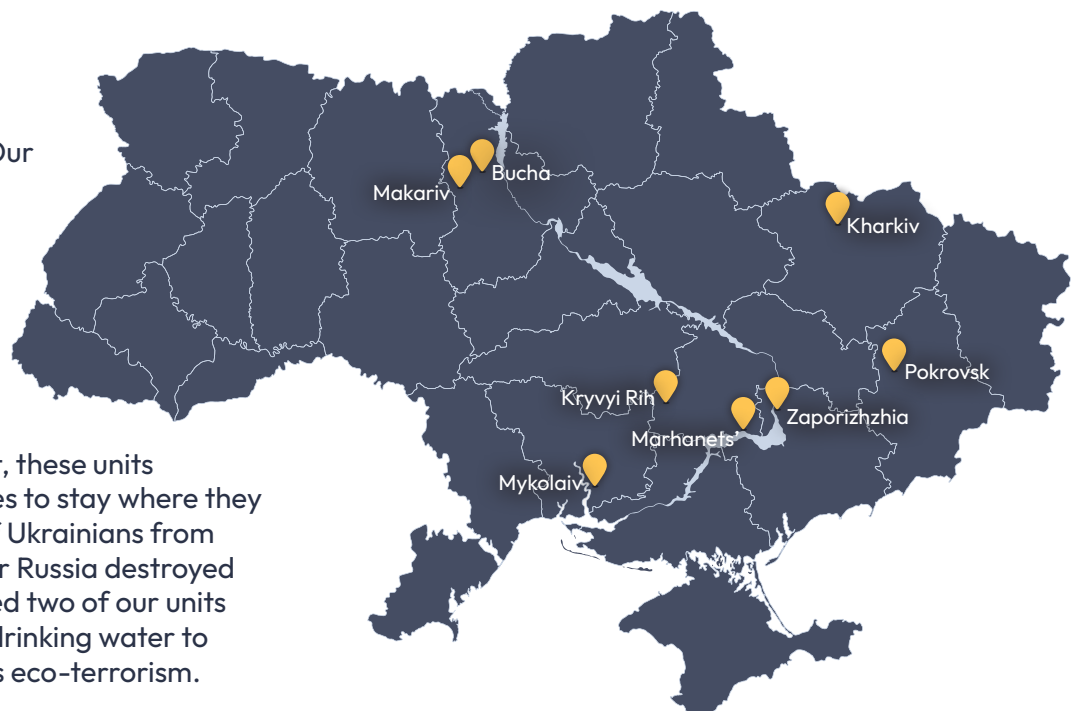 Our
Bucha
Makariv
Kharkiv
Pokrovsk
Kryvyi Rih
Zaporizhzhia
Marhanets'
Mykolaiv
, these units
es to stay where they
Ukrainians from
r Russia destroyed
ed two of our units
drinking water to
s eco-terrorism.